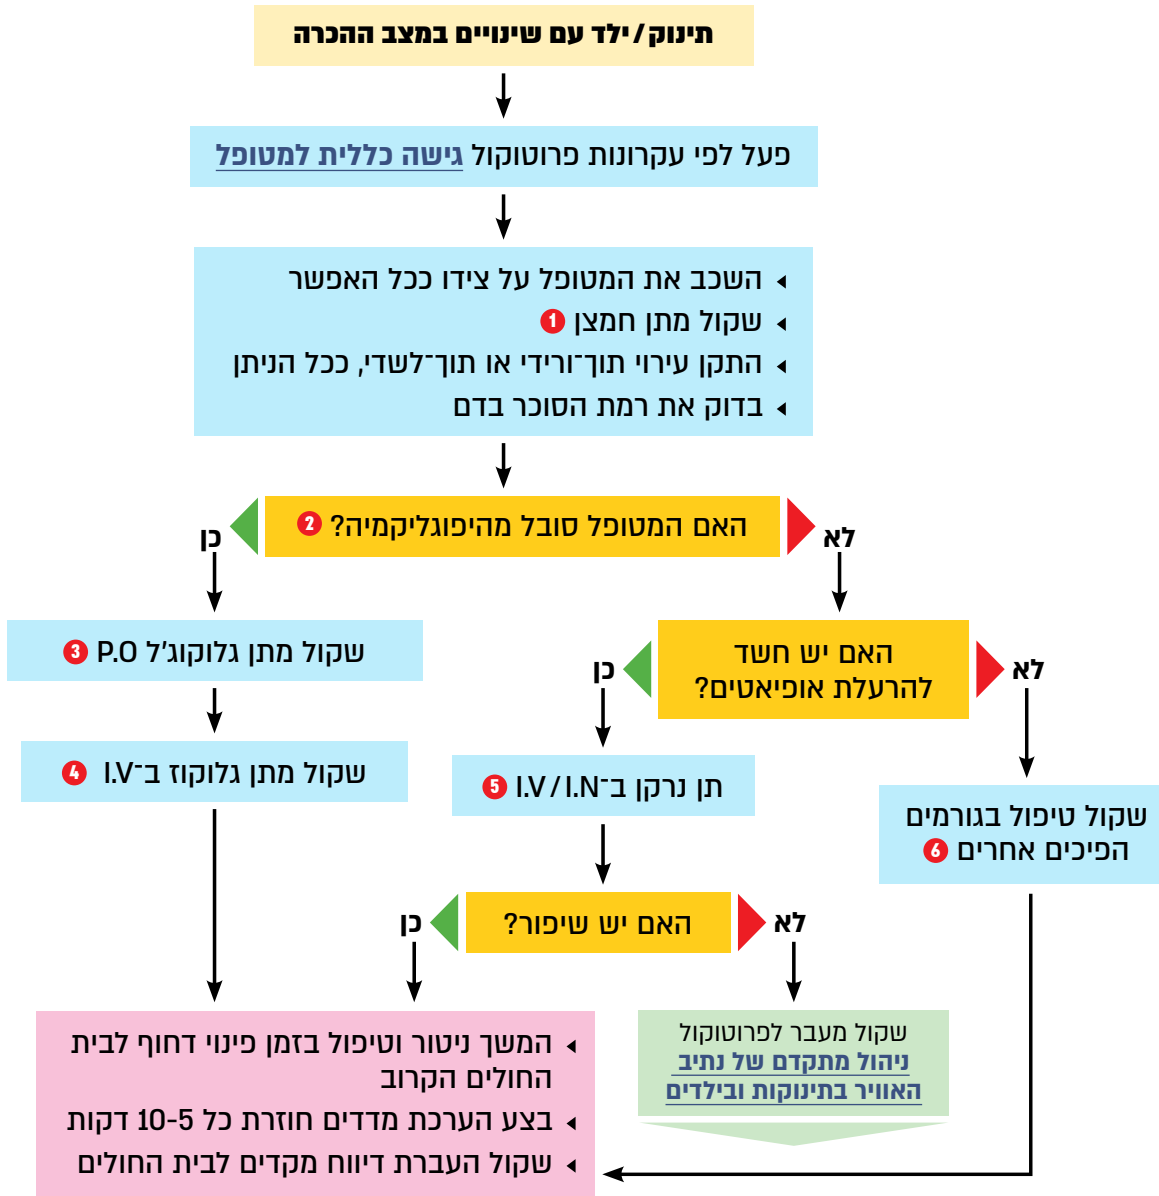 תינוק/ילד עם שינויים במצב ההכרה
פעל לפי עקרונות פרוטוקול גישה כללית למטופל
השכב את המטופל על צידו ככל האפשר
שקול מתן חמצן 1
התקן עירוי תוך־ורידי או תוך־לשדי, ככל הניתן
בדוק את רמת הסוכר בדם
האם המטופל סובל מהיפוגליקמיה? 2
לא
כן
האם יש חשד
להרעלת אופיאטים?
לא
כן
שקול מתן גלוקוג'ל P.O 3
שקול מתן גלוקוז ב־I.V 4
תן נרקן ב־I.V/I.N 5
שקול טיפול בגורמים
הפיכים אחרים 6
האם יש שיפור?
לא
כן
שקול מעבר לפרוטוקול
ניהול מתקדם של נתיב
האוויר בתינוקות ובילדים
המשך ניטור וטיפול בזמן פינוי דחוף לבית
החולים הקרוב
בצע הערכת מדדים חוזרת כל 10-5 דקות
שקול העברת דיווח מקדים לבית החולים